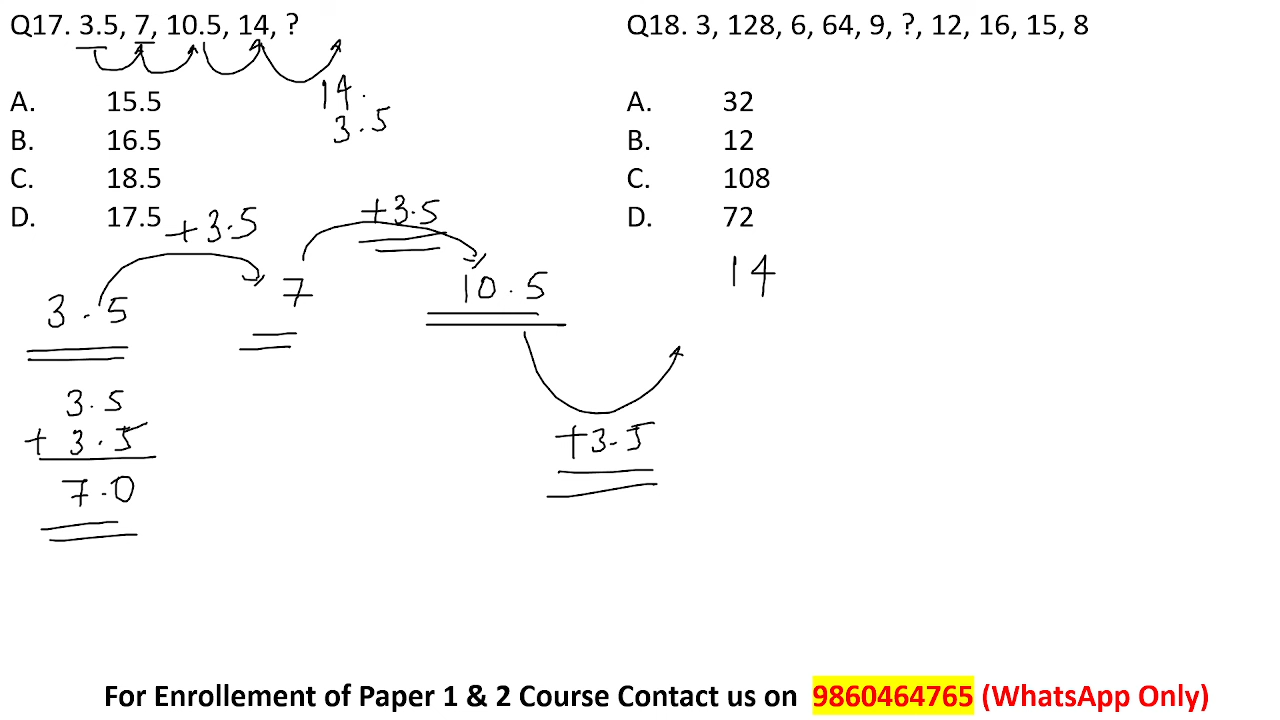 Q17. 3.5, 7, 10.5, 14, ?
14.
3.5
A. 15.5
B. 16.5
C. 18.5
D. 17.5
+3.5
+3.5
3.5
7
10.5
3.5
+ 3.5
7.0
+3.5
Q18. 3, 128, 6, 64, 9, ?, 12, 16, 15, 8
A. 32
B. 12
C. 108
D. 72
14
For Enrollement of Paper 1 & 2 Course Contact us on 9860464765 (WhatsApp Only)